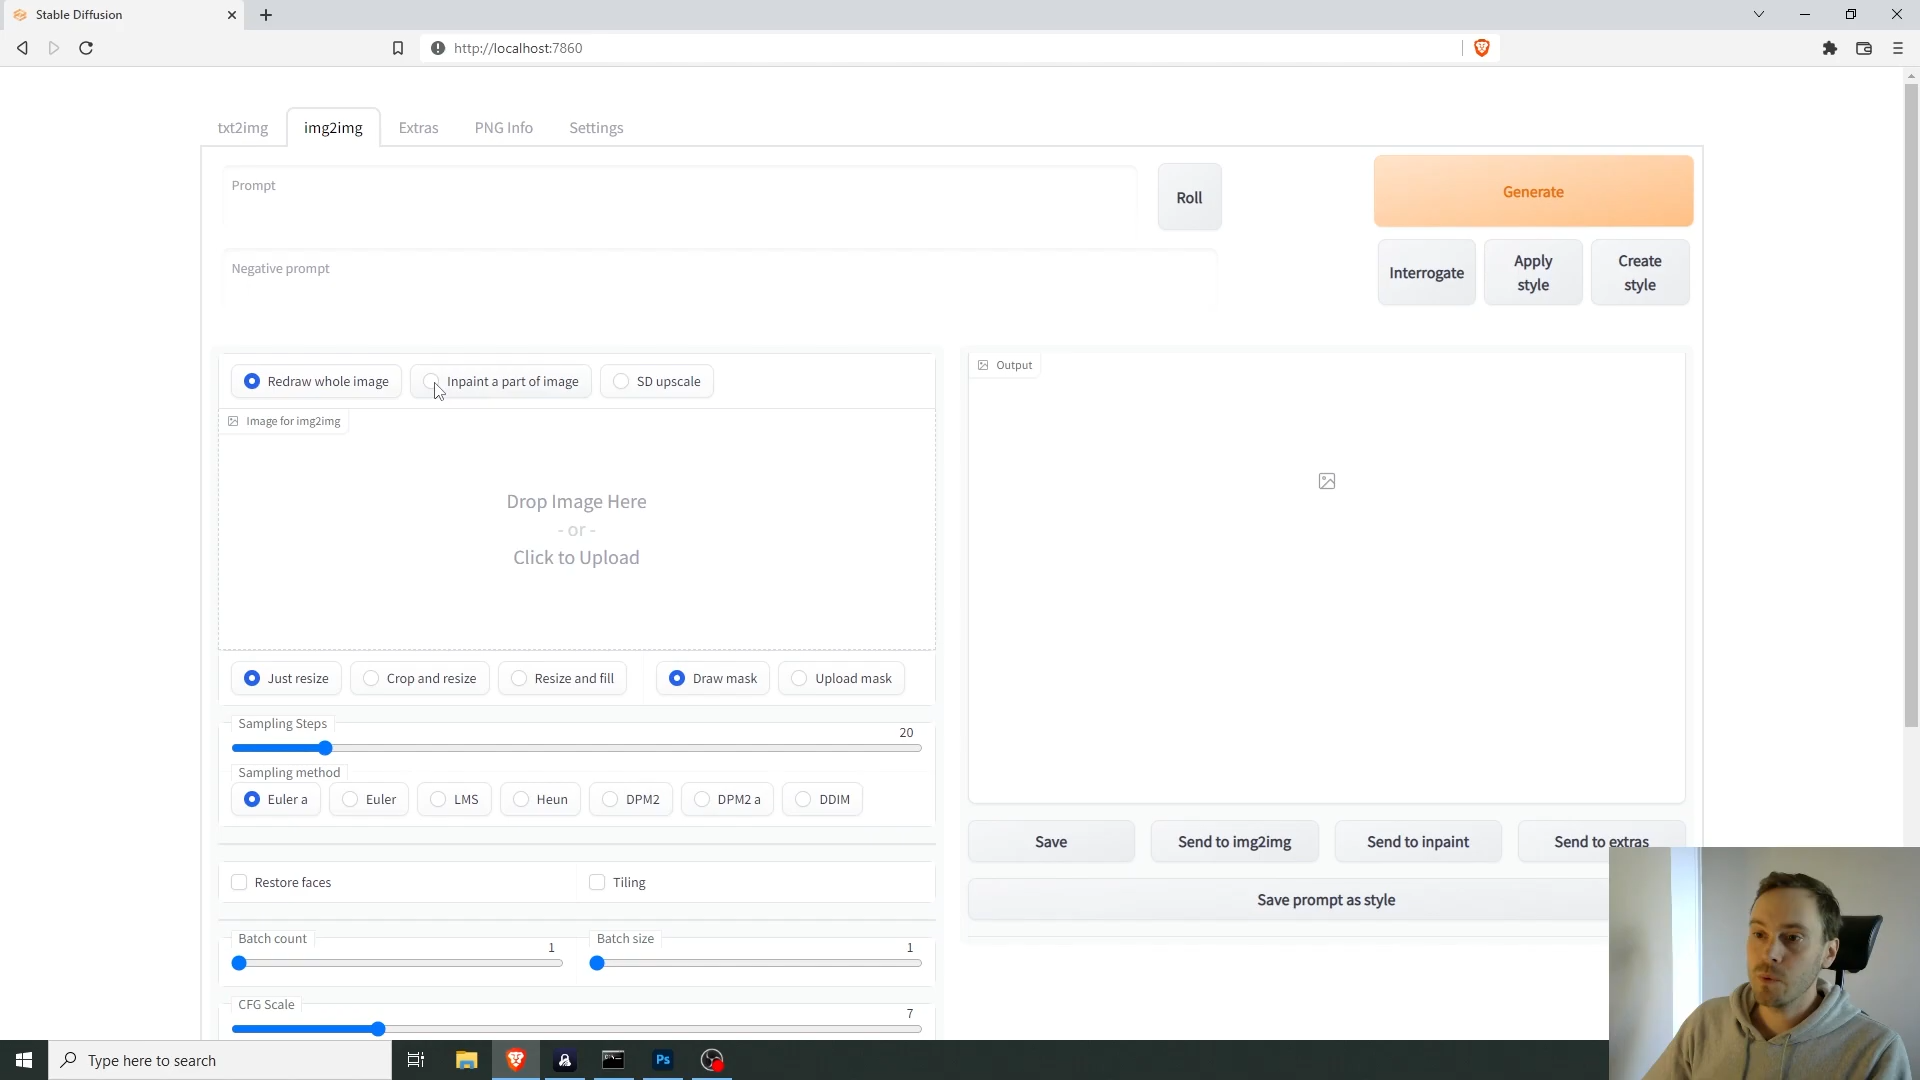 Stable Diffusion
http://localhost:7860
txt2img
img2img
Extras
PNG Info
Settings
Prompt
Roll
Generate
Negative prompt
Interrogate
Apply
style
Create
style
Redraw whole image
Inpaint a part of image
SD upscale
Image for img2img
Drop Image Here
- or -
Click to Upload
Output
Just resize
Crop and resize
Resize and fill
Draw mask
Upload mask
Sampling Steps
20
Sampling method
Euler a
Euler
LMS
Heun
DPM2
DPM2 a
DDIM
Save
Send to img2img
Send to inpaint
Send to extras
Restore faces
Tiling
Save prompt as style
Batch count
1
Batch size
1
CFG Scale
7
Type here to search
Ps